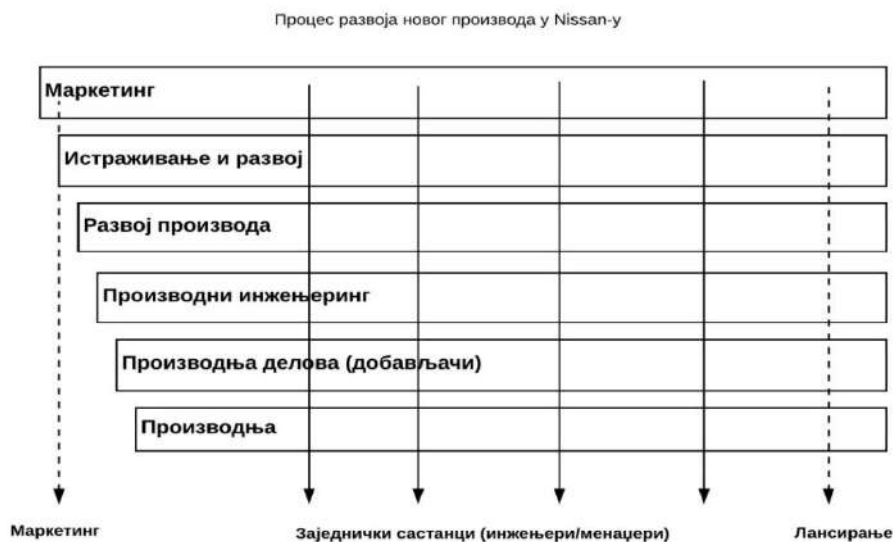 Процес развоја новог производа у Nissan-у
Маркетинг
Истраживање и развој
Развој производа
Производни инжењеринг
Производња делова (добављачи)
Производња
Маркетинг
Заједнички састанци (инжењери/менаџери)
Лансирање